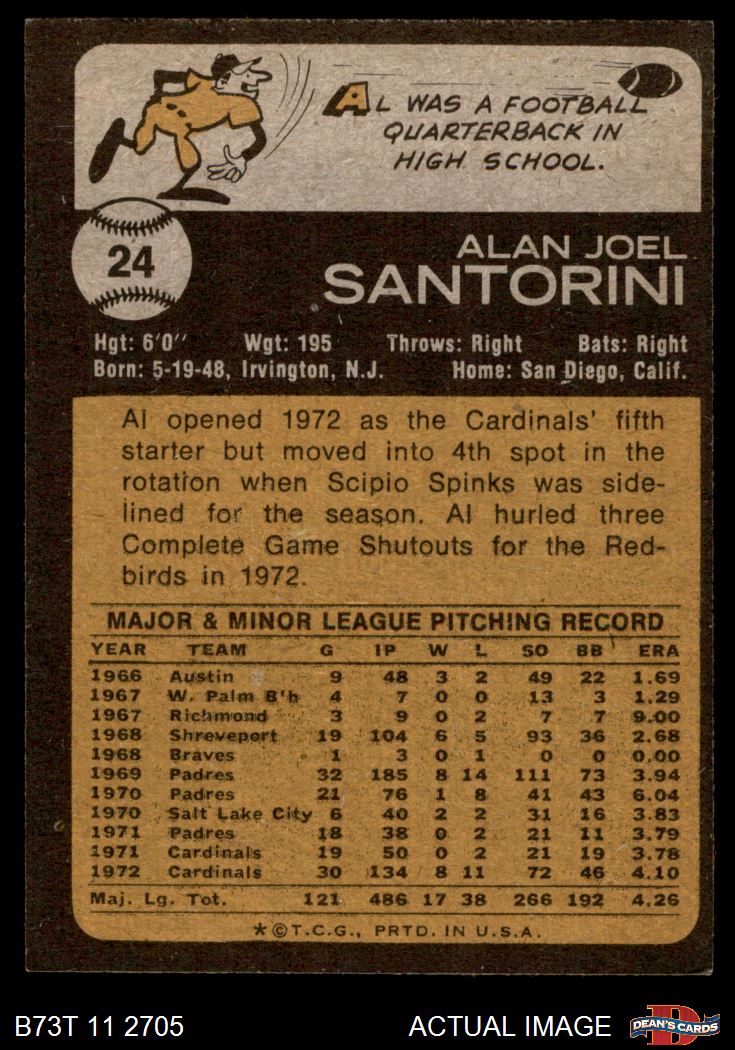 AL WAS A FOOTBALL
QUARTERBACK IN
HIGH SCHOOL.
24
ALAN JOEL
SANTORINI
Hgt: 6'0" Wgt: 195 Throws: Right Bats: Right
Born: 5-19-48, Irvington, N.J. Home: San Diego, Calif.
Al opened 1972 as the Cardinals' fifth
starter but moved into 4th spot in the
rotation when Scipio Spinks was side-
lined for the season. Al hurled three
Complete Game Shutouts for the Red-
birds in 1972.
MAJOR & MINOR LEAGUE PITCHING RECORD
YEAR TEAM G IP W L SO BB ERA
1966 Austin 9 48 3 2 49 22 1.69
1967 W. Palm B'h 4 7 0 0 13 3 1.29
1967 Richmond 3 9 0 2 7 7 9.00
1968 Shreveport 19 104 6 5 93 36 2.68
1968 Braves 1 3 0 1 0 0 0.00
1969 Padres 32 185 8 14 111 73 3.94
1970 Padres 21 76 1 8 41 43 6.04
1970 Salt Lake City 6 40 2 2 31 16 3.83
1971 Padres 18 38 0 2 21 11 3.79
1971 Cardinals 19 50 0 2 21 19 3.78
1972 Cardinals 30 134 8 11 72 46 4.10
Maj. Lg. Tot. 121 486 17 38 266 192 4.26
*©T.C.G., PRTD. IN U.S.A.
B73T 11 2705 ACTUAL IMAGE DEAN'S CARDS